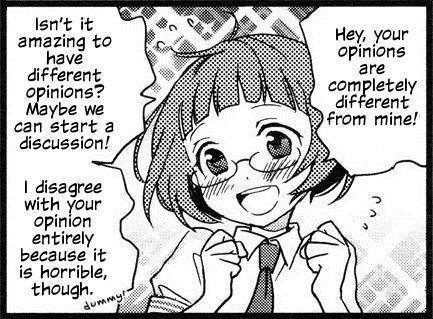 Hey, your
opinions
are
completely
different
from mine!
Isn't it
amazing to
have
different
opinions?
Maybe we
can start a
discussion!
I disagree
with your
opinion
entirely
because it
is horrible,
though.
dummy!